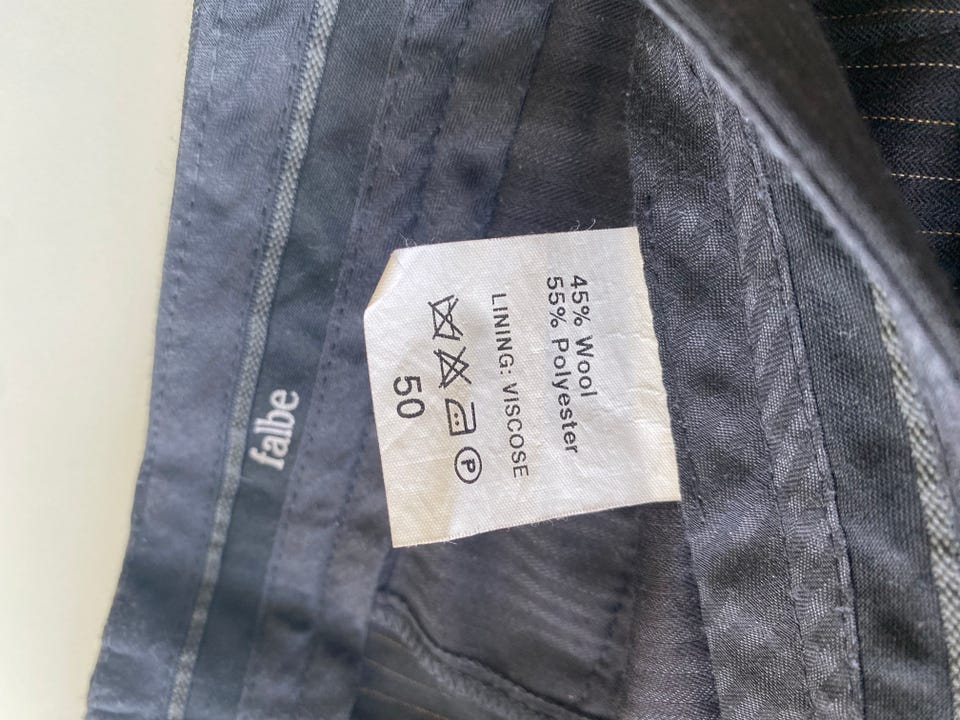 falbe
45% Wool
55% Polyester
LINING: VISCOSE
P
50